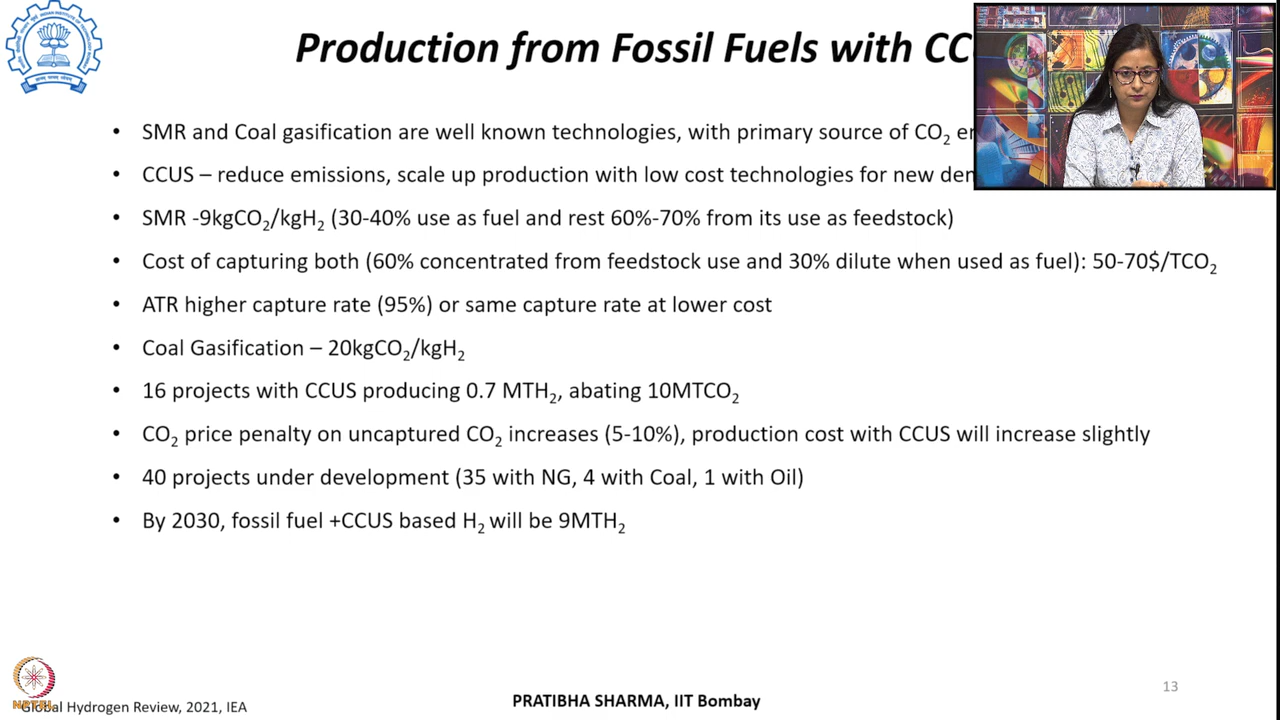 Production from Fossil Fuels with CC
• SMR and Coal gasification are well known technologies, with primary source of CO₂
• CCUS – reduce emissions, scale up production with low cost technologies for new
• SMR -9kgCO₂/kgH₂ (30-40% use as fuel and rest 60%-70% from its use as feedstock)
• Cost of capturing both (60% concentrated from feedstock use and 30% dilute when used as fuel): 50-70$/TCO₂
• ATR higher capture rate (95%) or same capture rate at lower cost
• Coal Gasification – 20kgCO₂/kgH₂
• 16 projects with CCUS producing 0.7 MTH₂, abating 10MTCO₂
• CO₂ price penalty on uncaptured CO₂ increases (5-10%), production cost with CCUS will increase slightly
• 40 projects under development (35 with NG, 4 with Coal, 1 with Oil)
• By 2030, fossil fuel +CCUS based H₂ will be 9MTH₂
13
NPTEL
Global Hydrogen Review, 2021, IEA
PRATIBHA SHARMA, IIT Bombay